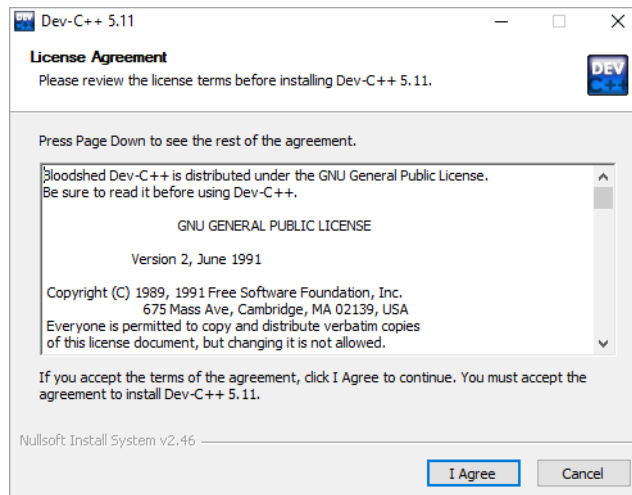 Dev-C++ 5.11
License Agreement
Please review the license terms before installing Dev-C++ 5.11.
DEV
C++
Press Page Down to see the rest of the agreement.
Bloodshed Dev-C++ is distributed under the GNU General Public License.
Be sure to read it before using Dev-C++.
GNU GENERAL PUBLIC LICENSE
Version 2, June 1991
Copyright (C) 1989, 1991 Free Software Foundation, Inc.
675 Mass Ave, Cambridge, MA 02139, USA
Everyone is permitted to copy and distribute verbatim copies
of this license document, but changing it is not allowed.
If you accept the terms of the agreement, click I Agree to continue. You must accept the
agreement to install Dev-C++ 5.11.
Nullsoft Install System v2.46
I Agree
Cancel